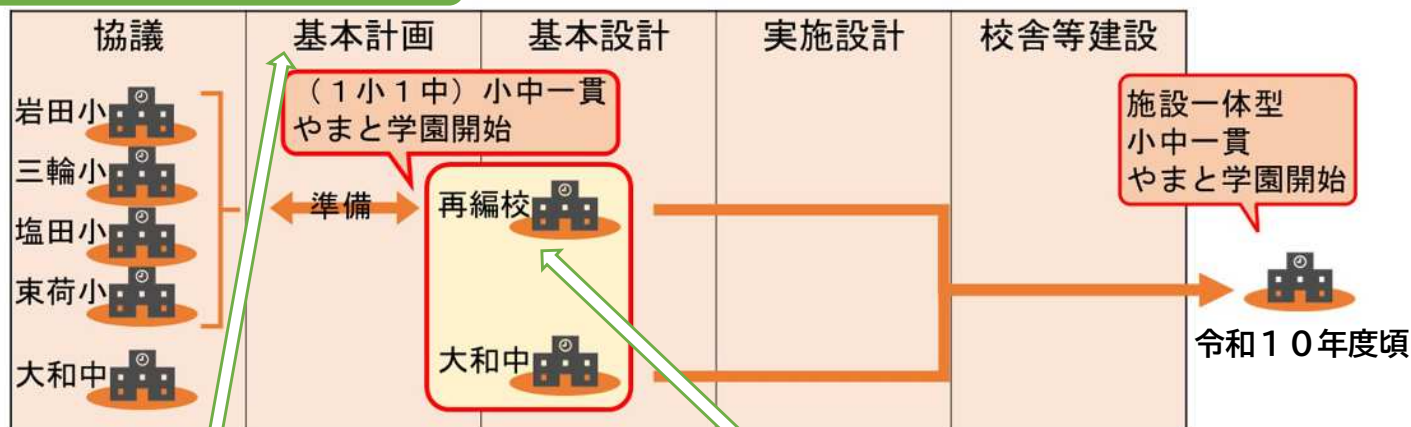 協議
基本計画
基本設計
実施設計
校舎等建設
岩田小
三輪小
塩田小
束荷小
大和中
（１小１中）小中一貫
やまと学園開始
準備
再編校
大和中
施設一体型
小中一貫
やまと学園開始
令和１０年度頃